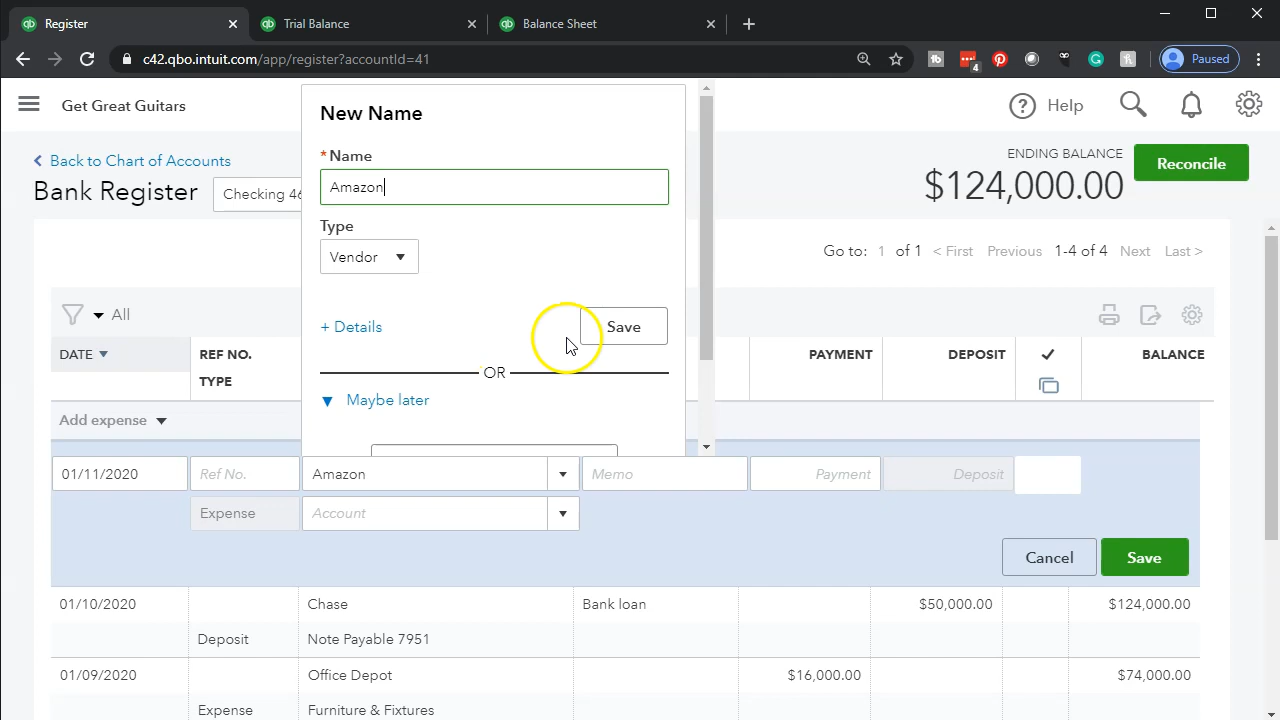 Register
Trial Balance
Balance Sheet
c42.qbo.intuit.com/app/register?accountId=41
4
Paused
Get Great Guitars
Help
Back to Chart of Accounts
Bank Register
Checking 46
ENDING BALANCE
$124,000.00
Reconcile
New Name
*Name
Amazon
Type
Vendor
+ Details
Save
OR
Maybe later
Go to: 1 of 1 < First Previous 1-4 of 4 Next Last >
All
DATE REF NO. PAYMENT DEPOSIT ✓ BALANCE
TYPE
Add expense
01/11/2020 Ref No. Amazon Memo Payment Deposit
Expense Account
Cancel Save
01/10/2020 Chase Bank loan $50,000.00 $124,000.00
Deposit Note Payable 7951
01/09/2020 Office Depot $16,000.00 $74,000.00
Expense Furniture & Fixtures